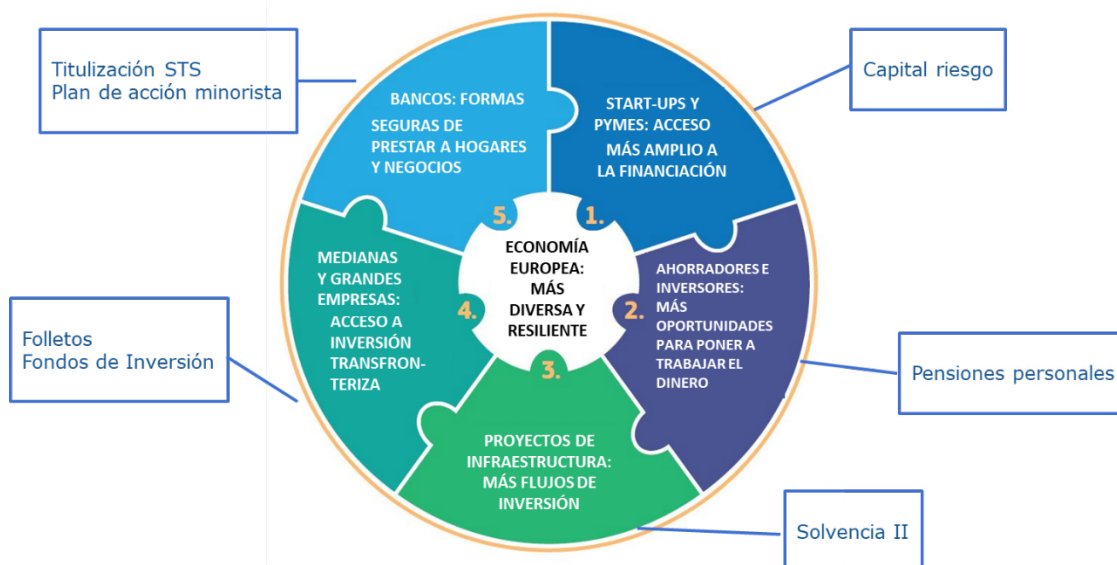 Titulización STS
Plan de acción minorista
BANCOS: FORMAS
SEGURAS DE
PRESTAR A HOGARES
Y NEGOCIOS
START-UPS Y
PYMES: ACCESO
MÁS AMPLIO A
LA FINANCIACIÓN
Capital riesgo
5.
1.
ECONOMÍA
EUROPEA:
MÁS
DIVERSA Y
RESILIENTE
MEDIANAS
Y GRANDES
EMPRESAS:
ACCESO A
INVERSIÓN
TRANSFRON-
TERIZA
4.
2.
AHORRADORES E
INVERSORES:
MÁS
OPORTUNIDADES
PARA PONER A
TRABAJAR EL
DINERO
Folletos
Fondos de Inversión
Pensiones personales
3.
PROYECTOS DE
INFRAESTRUCTURA:
MÁS FLUJOS DE
INVERSIÓN
Solvencia II